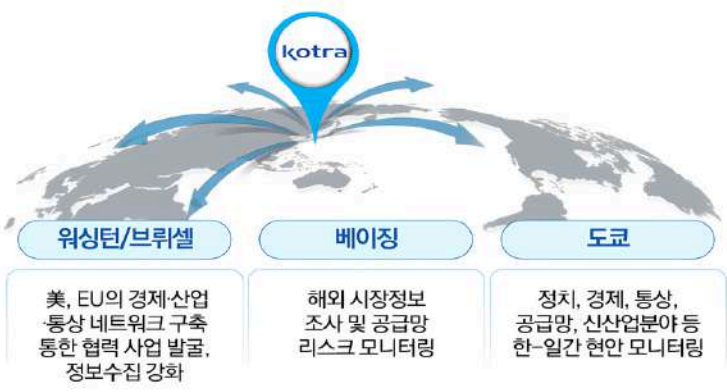 kotra
워싱턴/브뤼셀
美, EU의 경제·산업
·통상 네트워크 구축
통한 협력 사업 발굴,
정보수집 강화
베이징
해외 시장정보
조사 및 공급망
리스크 모니터링
도쿄
정치, 경제, 통상,
공급망, 신산업분야 등
한-일간 현안 모니터링